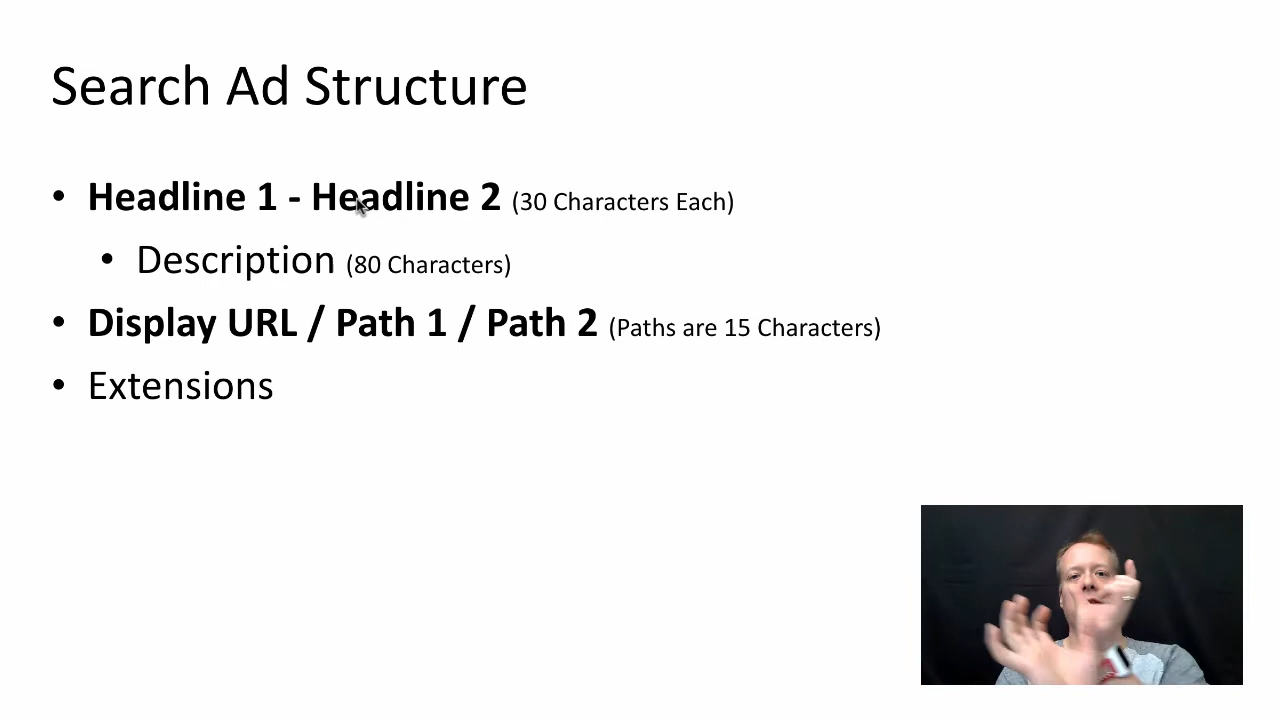 Search Ad Structure
• Headline 1 - Headline 2 (30 Characters Each)
• Description (80 Characters)
• Display URL / Path 1 / Path 2 (Paths are 15 Characters)
• Extensions